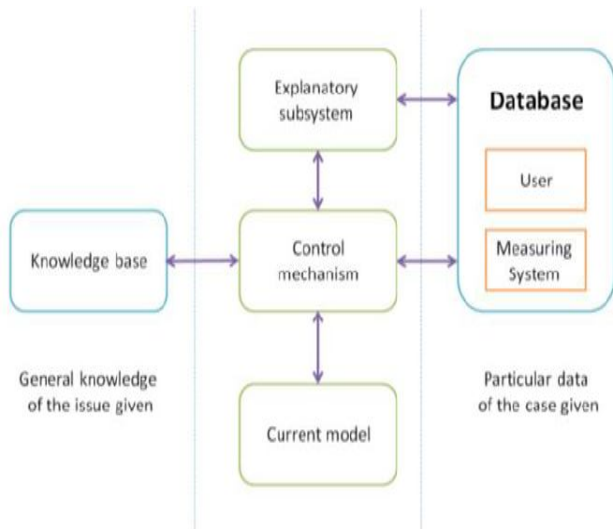 Explanatory
subsystem
Database
User
Knowledge base
Control
mechanism
Measuring
System
General knowledge
of the issue given
Current model
Particular data
of the case given